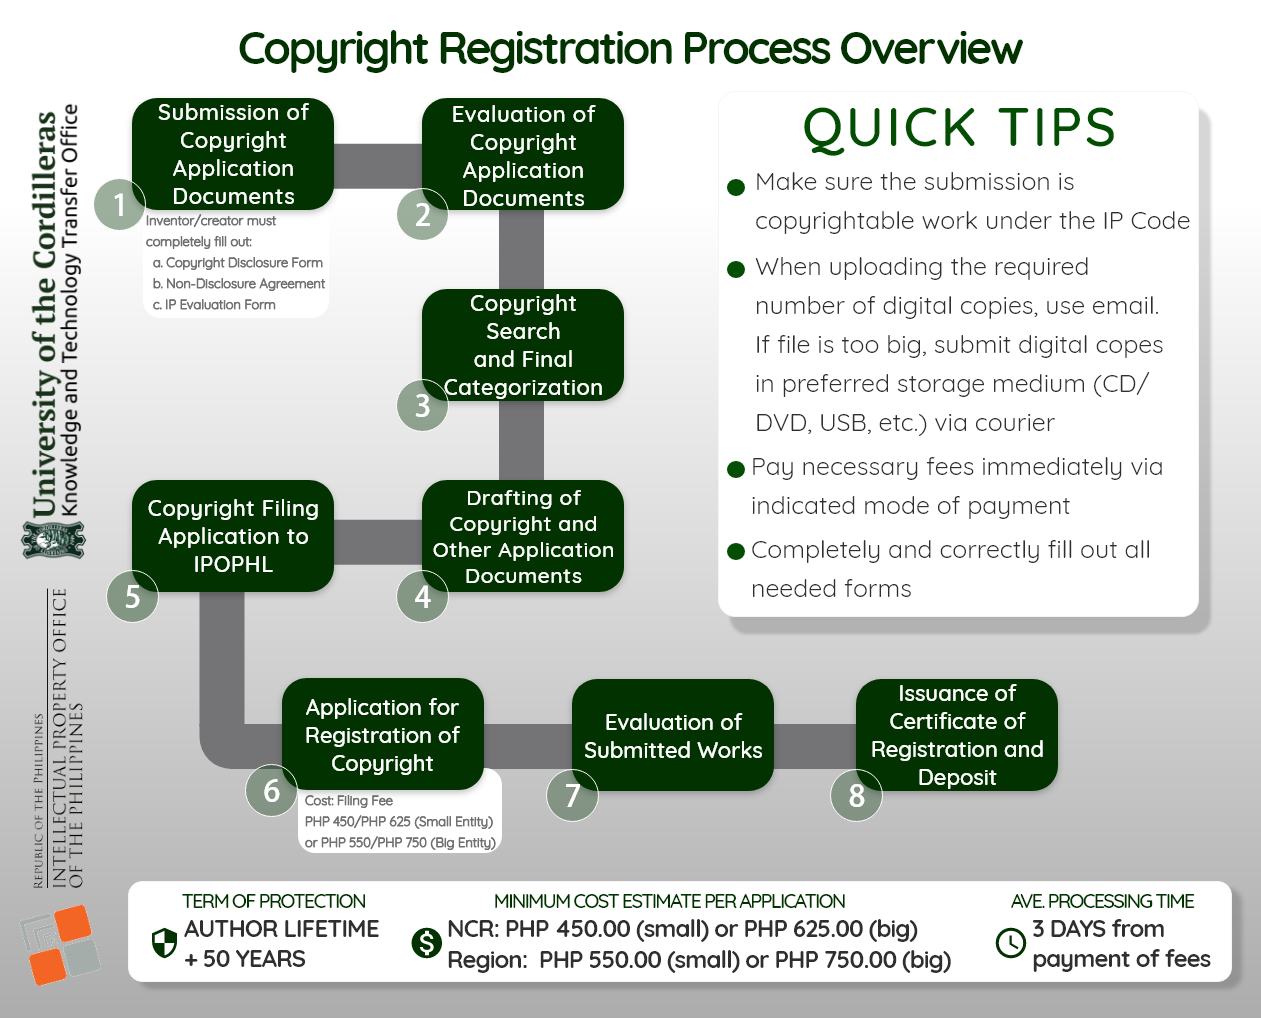 Copyright Registration Process Overview
University of the Cordilleras
Knowledge and Technology Transfer Office
REPUBLIC OF THE PHILIPPINES
INTELLECTUAL PROPERTY OFFICE
OF THE PHILIPPINES
Submission of
Copyright
Application
Documents
1
Inventor/creator must
completely fill out:
a. Copyright Disclosure Form
b. Non-Disclosure Agreement
c. IP Evaluation Form
Evaluation of
Copyright
Application
Documents
2
Copyright
Search
and Final
Categorization
3
Drafting of
Copyright and
Other Application
Documents
4
Copyright Filing
Application to
IPOPHL
5
Application for
Registration of
Copyright
6
Cost: Filing Fee
PHP 450/PHP 625 (Small Entity)
or PHP 550/PHP 750 (Big Entity)
Evaluation of
Submitted Works
7
Issuance of
Certificate of
Registration and
Deposit
8
QUICK TIPS
Make sure the submission is
copyrightable work under the IP Code
When uploading the required
number of digital copies, use email.
If file is too big, submit digital copes
in preferred storage medium (CD/
DVD, USB, etc.) via courier
Pay necessary fees immediately via
indicated mode of payment
Completely and correctly fill out all
needed forms
TERM OF PROTECTION
AUTHOR LIFETIME
+ 50 YEARS
MINIMUM COST ESTIMATE PER APPLICATION
NCR: PHP 450.00 (small) or PHP 625.00 (big)
Region: PHP 550.00 (small) or PHP 750.00 (big)
AVE. PROCESSING TIME
3 DAYS from
payment of fees